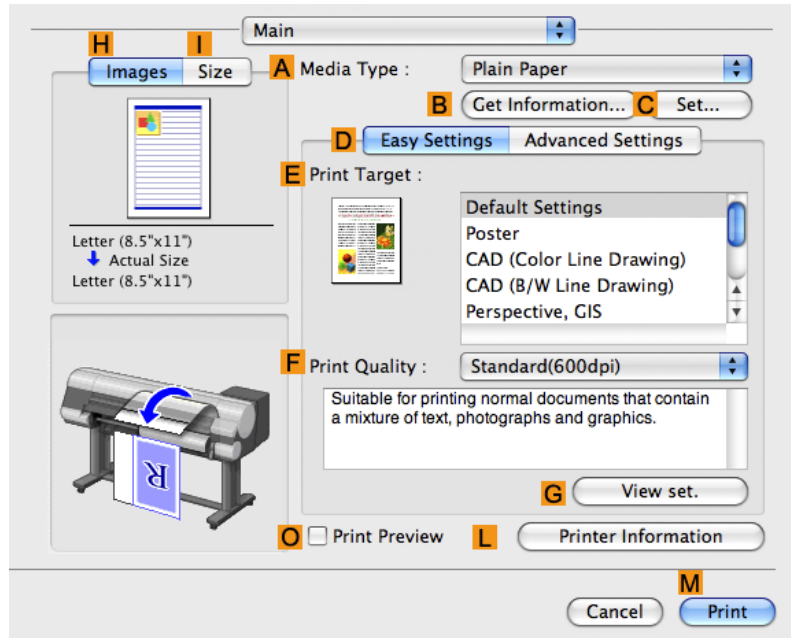 Main
H
I
Images
Size
A
Media Type :
Plain Paper
B
Get Information...
C
Set...
D
Easy Settings
Advanced Settings
E
Print Target :
Default Settings
Poster
CAD (Color Line Drawing)
CAD (B/W Line Drawing)
Perspective, GIS
Letter (8.5"x11")
Actual Size
Letter (8.5"x11")
F
Print Quality :
Standard(600dpi)
Suitable for printing normal documents that contain
a mixture of text, photographs and graphics.
R
G
View set.
O
Print Preview
L
Printer Information
M
Cancel
Print